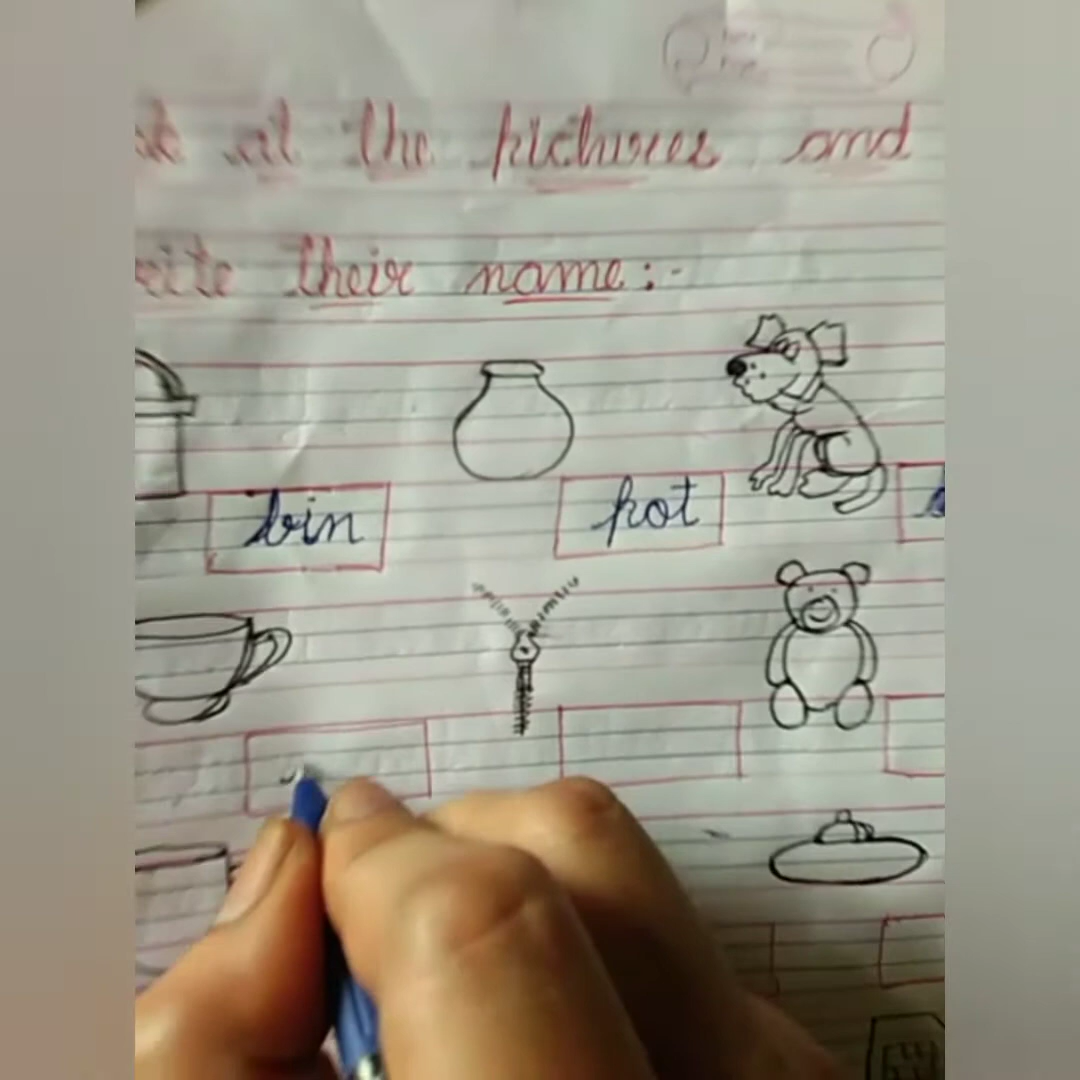 at the pictures and
their name:-
bin
pot